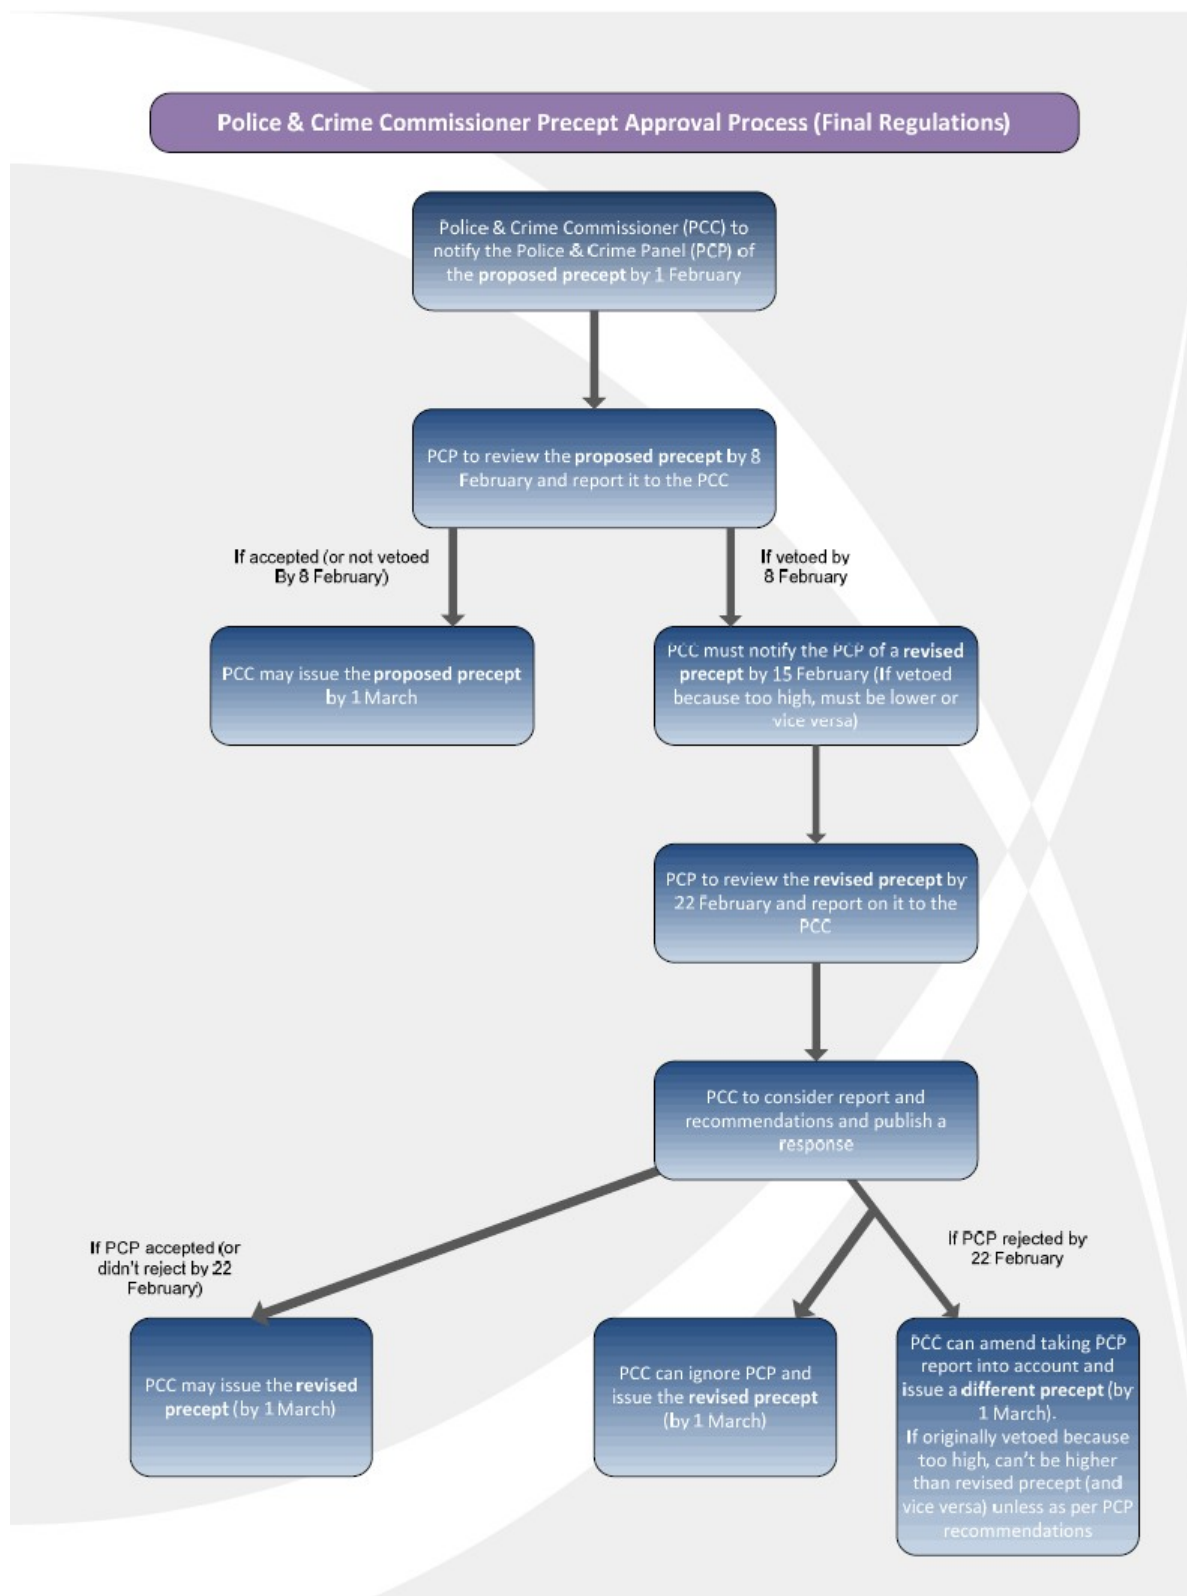 Police & Crime Commissioner Precept Approval Process (Final Regulations)
Police & Crime Commissioner (PCC) to
notify the Police & Crime Panel (PCP) of
the proposed precept by 1 February
PCP to review the proposed precept by 8
February and report it to the PCC
If accepted (or not vetoed
By 8 February)
If vetoed by
8 February
PCC may issue the proposed precept
by 1 March
PCC must notify the PCP of a revised
precept by 15 February (If vetoed
because too high, must be lower or
vice versa)
PCP to review the revised precept by
22 February and report on it to the
PCC
PCC to consider report and
recommendations and publish a
response
If PCP accepted (or
didn't reject by 22
February)
If PCP rejected by
22 February
PCC may issue the revised
precept (by 1 March)
PCC can ignore PCP and
issue the revised precept
(by 1 March)
PCC can amend taking PCP
report into account and
issue a different precept (by
1 March).
If originally vetoed because
too high, can't be higher
than revised precept (and
vice versa) unless as per PCP
recommendations